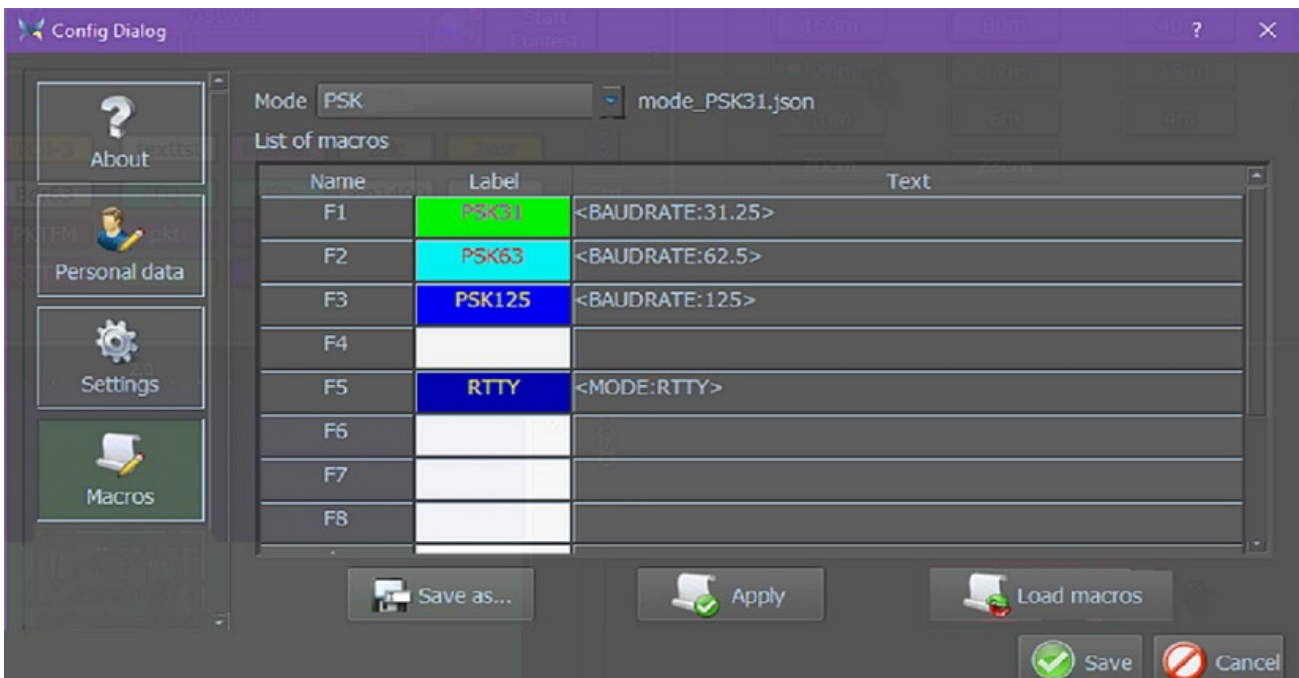 Config Dialog
?
About
Personal data
Settings
Macros
Mode PSK mode_PSK31.json
List of macros
Name Label Text
F1 PSK31 <BAUDRATE:31.25>
F2 PSK63 <BAUDRATE:62.5>
F3 PSK125 <BAUDRATE:125>
F4
F5 RTTY <MODE:RTTY>
F6
F7
F8
Save as... Apply Load macros
Save Cancel